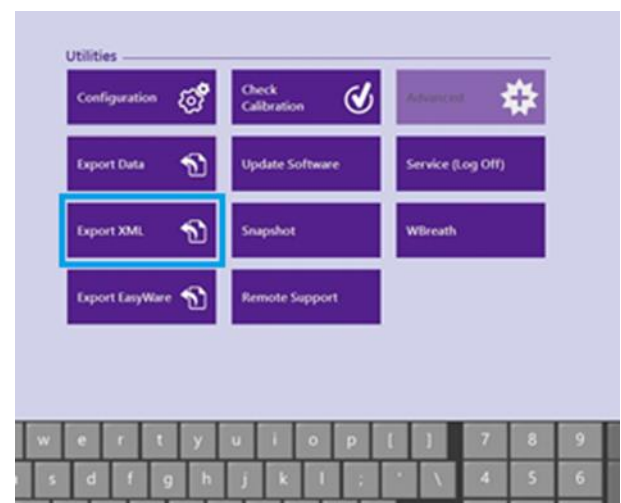 Utilities
Configuration
Check
Calibration
Advanced
Export Data
Update Software
Service (Log Off)
Export XML
Snapshot
WBreath
Export EasyWare
Remote Support
w e r t y u i o p [ ] 7 8 9
s d f g h j k l ; ' \ 4 5 6